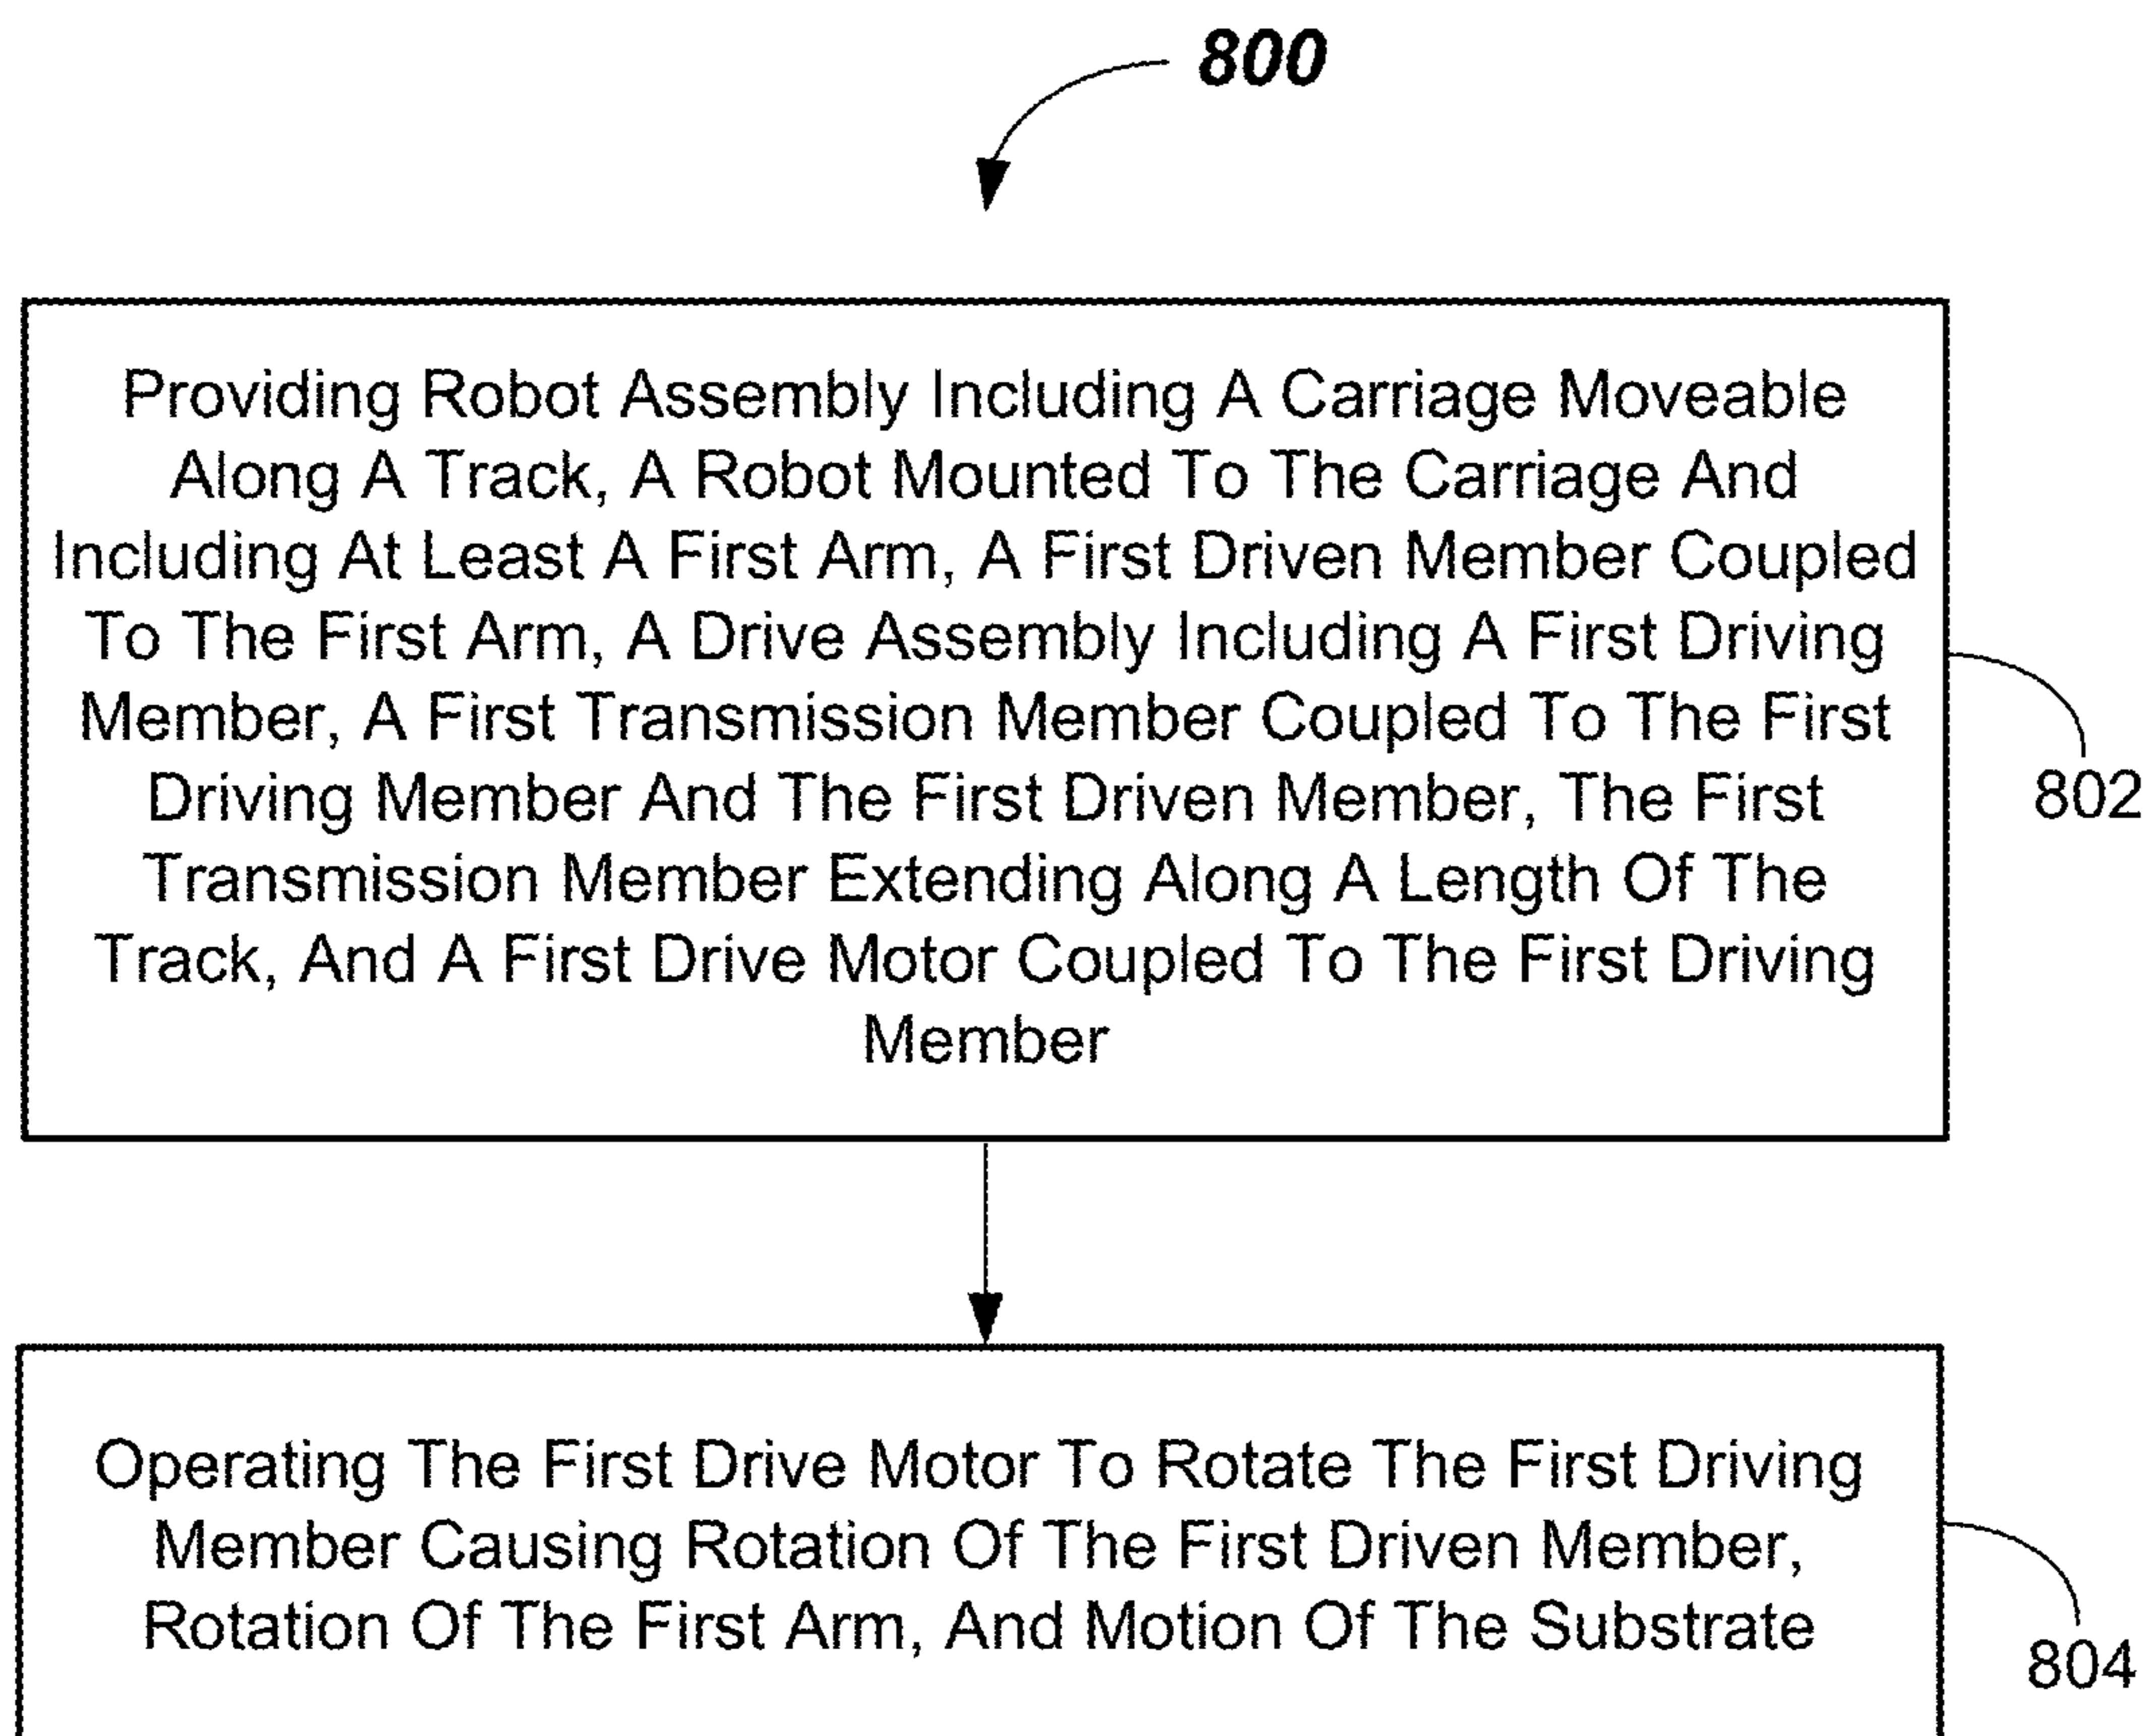 800
Providing Robot Assembly Including A Carriage Moveable
Along A Track, A Robot Mounted To The Carriage And
Including At Least A First Arm, A First Driven Member Coupled
To The First Arm, A Drive Assembly Including A First Driving
Member, A First Transmission Member Coupled To The First
Driving Member And The First Driven Member, The First
Transmission Member Extending Along A Length Of The
Track, And A First Drive Motor Coupled To The First Driving
Member
802
Operating The First Drive Motor To Rotate The First Driving
Member Causing Rotation Of The First Driven Member,
Rotation Of The First Arm, And Motion Of The Substrate
804